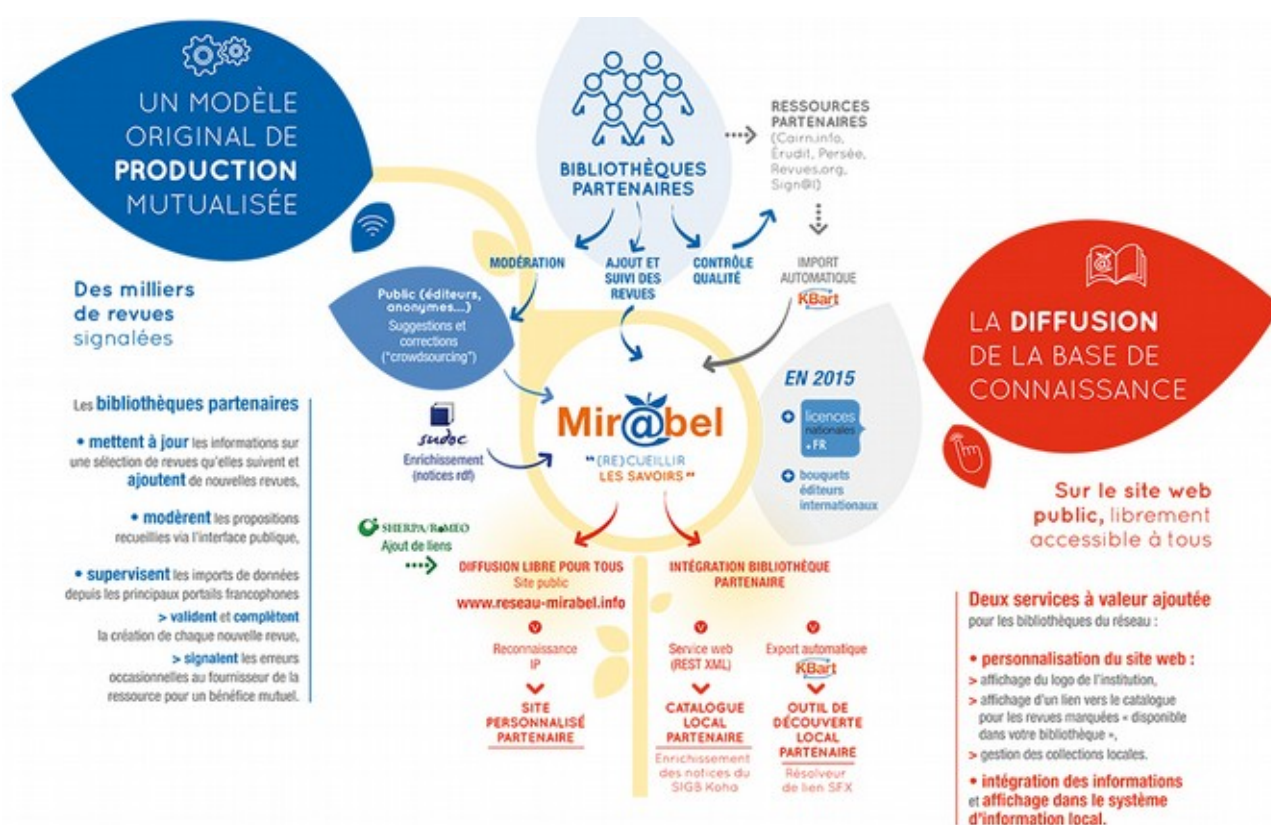 UN MODÈLE
ORIGINAL DE
PRODUCTION
MUTUALISÉE
Des milliers
de revues
signalées
Les bibliothèques partenaires
• mettent à jour les informations sur
une sélection de revues qu'elles suivent et
ajoutent de nouvelles revues,
• modèrent les propositions
recueillies via l'interface publique,
• supervisent les imports de données
depuis les principaux portails francophones
> valident et complètent
la création de chaque nouvelle revue,
> signalent les erreurs
occasionnelles au fournisseur de la
ressource pour un bénéfice mutuel.
BIBLIOTHÈQUES
PARTENAIRES
RESSOURCES
PARTENAIRES
(Cairn.info,
Érudit, Persée,
Revues.org,
Sign@l)
MODÉRATION
AJOUT ET
SUIVI DES
REVUES
CONTRÔLE
QUALITÉ
IMPORT
AUTOMATIQUE
KBart
Public (éditeurs,
anonymes...)
Suggestions et
corrections
("crowdsourcing")
sudoc
Enrichissement
(notices rdf)
Mir@bel
"(RE)CUEILLIR
LES SAVOIRS"
EN 2015
+ licences
nationales
.FR
+ bouquets
éditeurs
internationaux
SHERPA/RoMEO
Ajout de liens
DIFFUSION LIBRE POUR TOUS
Site public
www.reseau-mirabel.info
Reconnaissance
IP
SITE
PERSONNALISÉ
PARTENAIRE
INTÉGRATION BIBLIOTHÈQUE
PARTENAIRE
Service web
(REST XML)
CATALOGUE
LOCAL
PARTENAIRE
Enrichissement
des notices du
SIGB Koha
Export automatique
KBart
OUTIL DE
DÉCOUVERTE
LOCAL
PARTENAIRE
Résolveur
de lien SFX
LA DIFFUSION
DE LA BASE DE
CONNAISSANCE
Sur le site web
public, librement
accessible à tous
Deux services à valeur ajoutée
pour les bibliothèques du réseau :
• personnalisation du site web :
> affichage du logo de l'institution,
> affichage d'un lien vers le catalogue
pour les revues marquées « disponible
dans votre bibliothèque »,
> gestion des collections locales.
• intégration des informations
et affichage dans le système
d'information local.